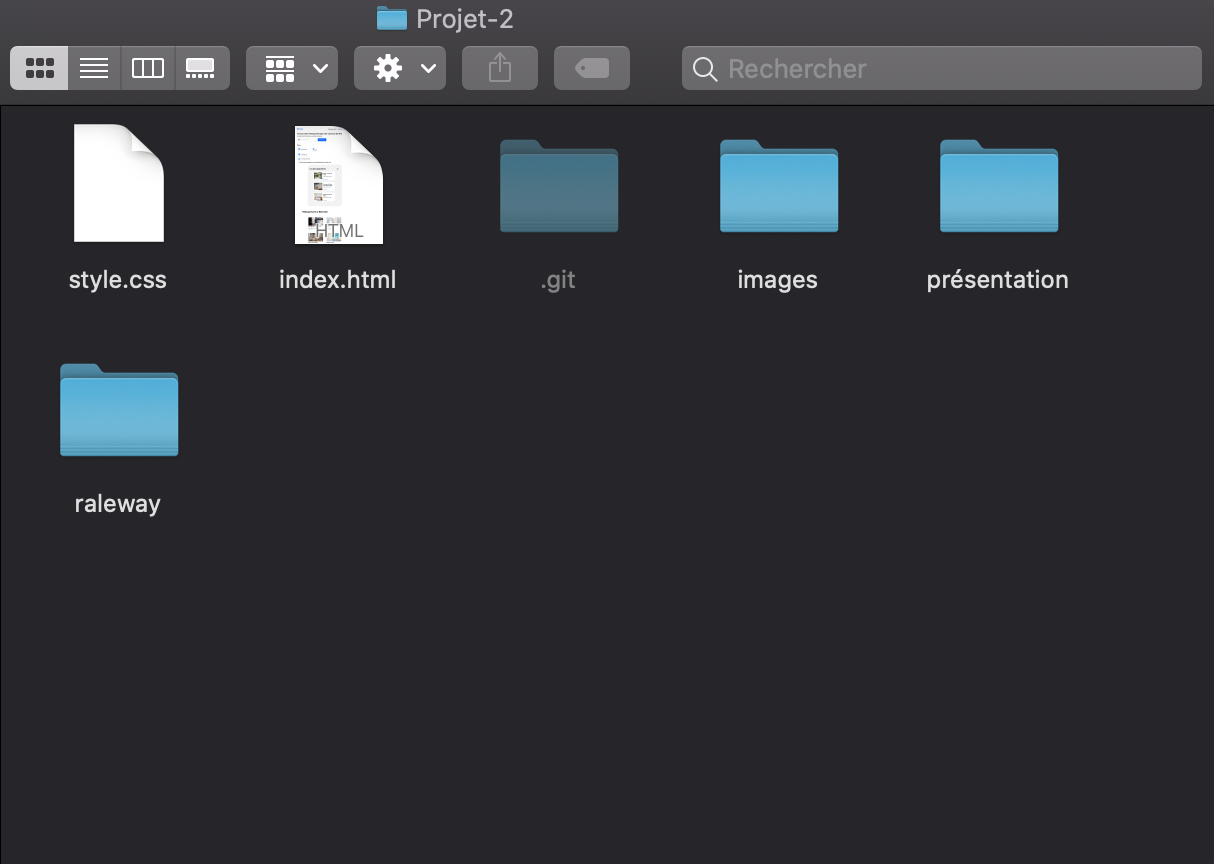 Projet-2
Rechercher
HTML
style.css
index.html
.git
images
présentation
raleway